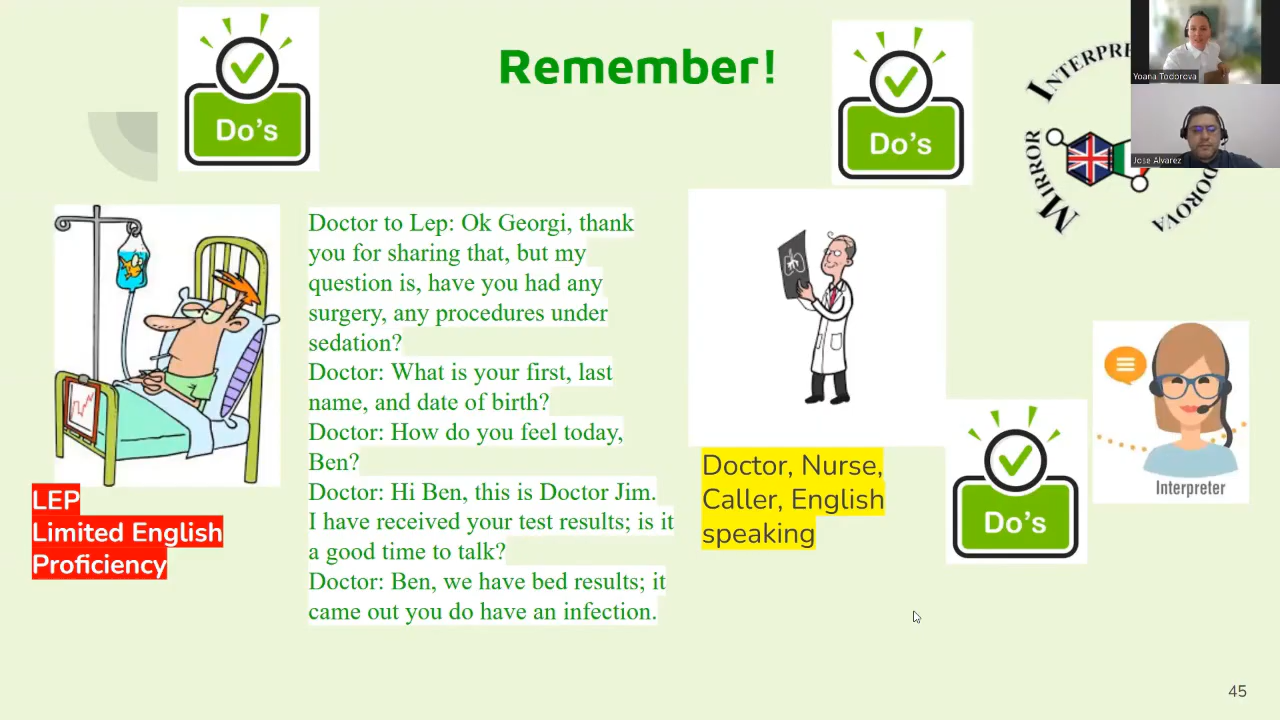 Remember!
Do's
Do's
INTERPRE
MIRROR
DOROVA
Yoana Todorova
Jose Alvarez
Doctor to Lep: Ok Georgi, thank
you for sharing that, but my
question is, have you had any
surgery, any procedures under
sedation?
Doctor: What is your first, last
name, and date of birth?
Doctor: How do you feel today,
Ben?
Doctor: Hi Ben, this is Doctor Jim.
I have received your test results; is it
a good time to talk?
Doctor: Ben, we have bed results; it
came out you do have an infection.
LEP
Limited English
Proficiency
Doctor, Nurse,
Caller, English
speaking
Do's
Interpreter
45